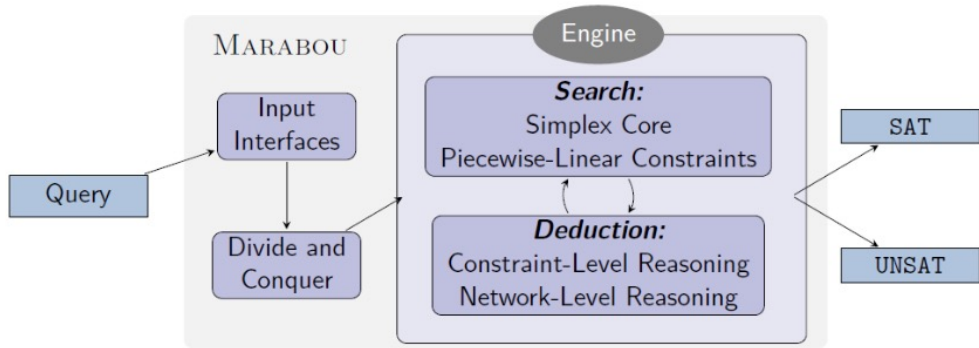 MARABOU
Engine
Input
Interfaces
Search:
Simplex Core
Piecewise-Linear Constraints
SAT
Query
Divide and
Conquer
Deduction:
Constraint-Level Reasoning
Network-Level Reasoning
UNSAT